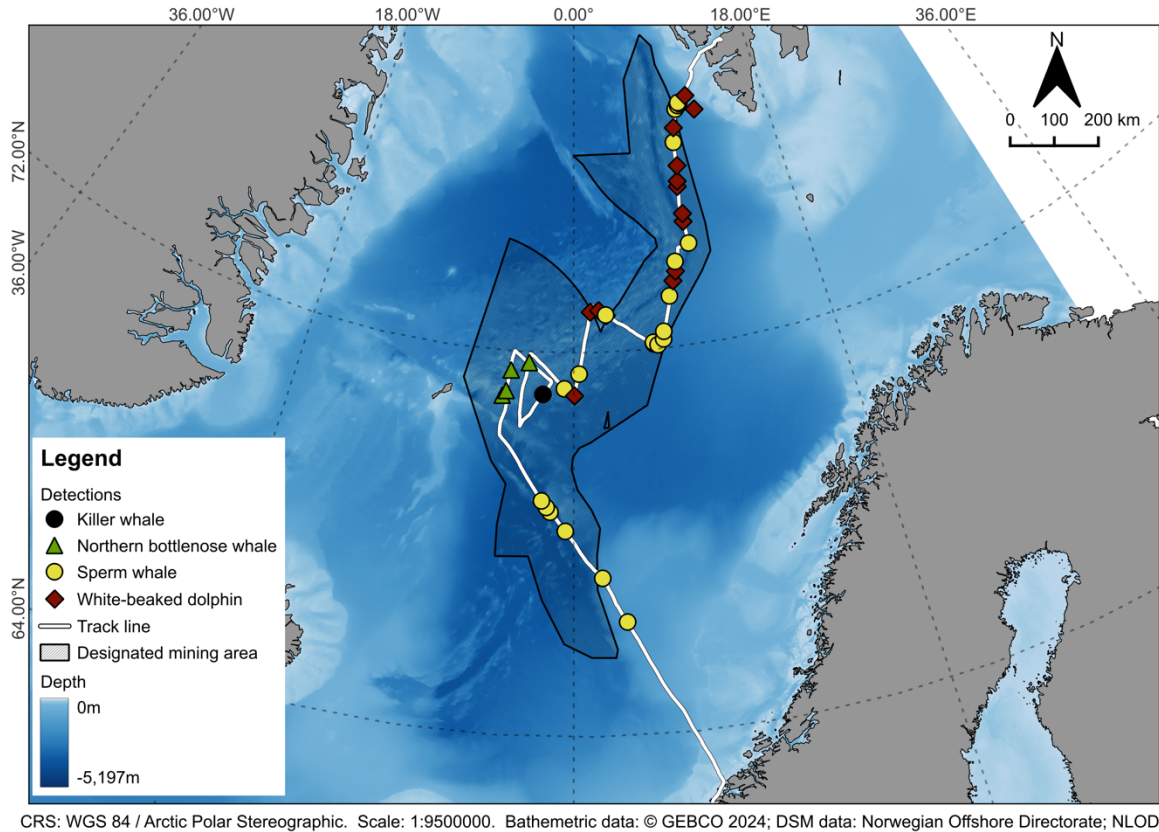 36.00°W 18.00°W 0.00° 18.00°E 36.00°E
N
0 100 200 km
72.00°N
36.00°W
64.00°N
Legend
Detections
Killer whale
Northern bottlenose whale
Sperm whale
White-beaked dolphin
Track line
Designated mining area
Depth
0m
-5,197m
CRS: WGS 84 / Arctic Polar Stereographic. Scale: 1:9500000. Bathemetric data: © GEBCO 2024; DSM data: Norwegian Offshore Directorate; NLOD